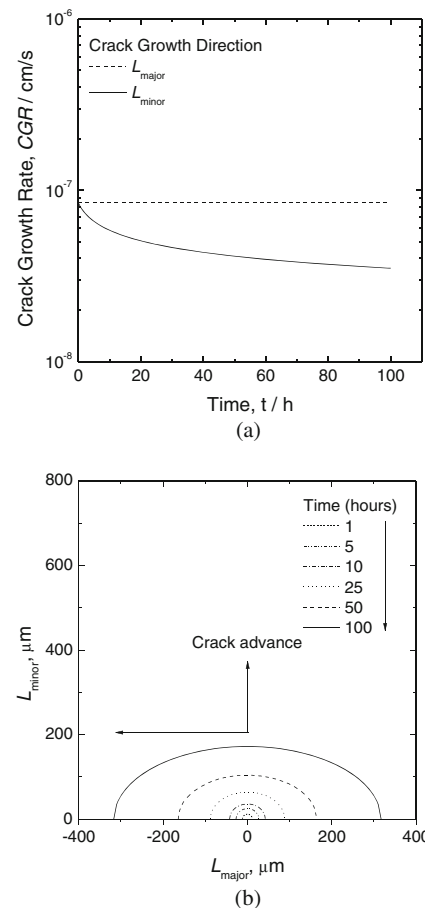 10⁻⁶
Crack Growth Direction
L_major
L_minor
10⁻⁷
10⁻⁸
Crack Growth Rate, CGR / cm/s
0 20 40 60 80 100
Time, t / h
(a)
800
600
400
200
0
L_minor, μm
Time (hours)
1
5
10
25
50
100
Crack advance
-400 -200 0 200 400
L_major, μm
(b)